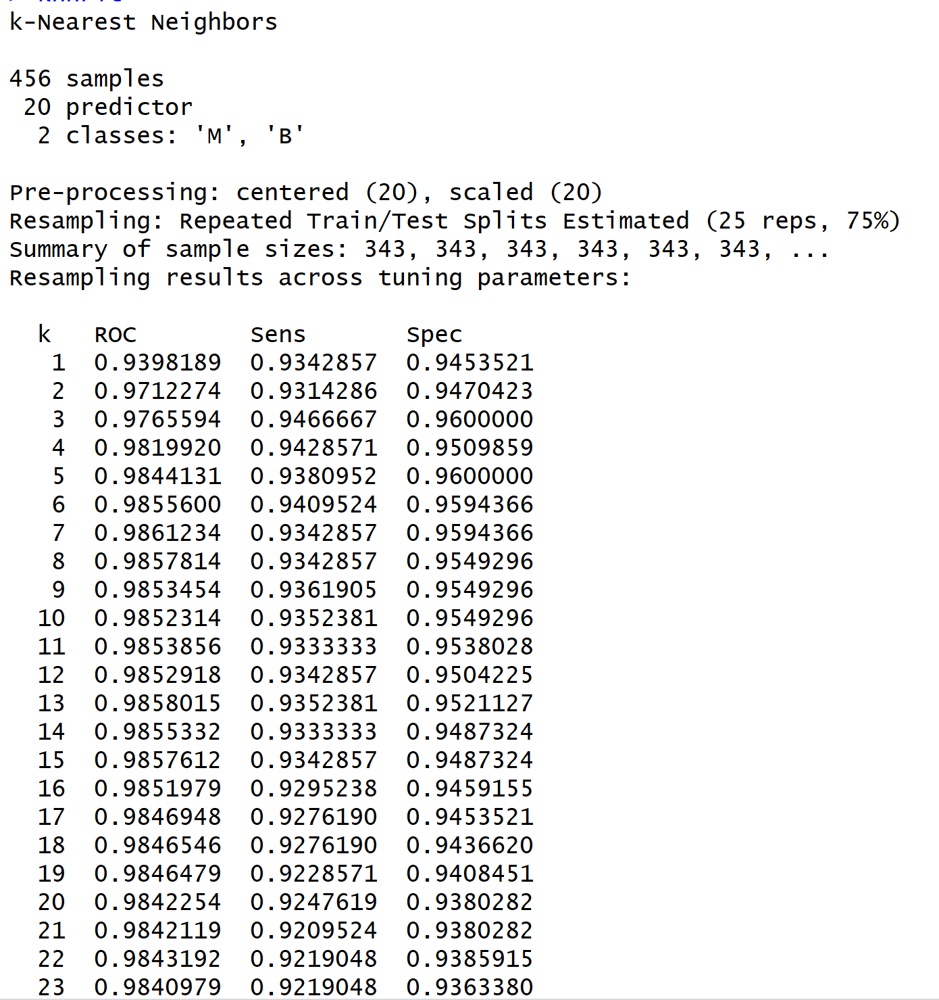 k-Nearest Neighbors
456 samples
20 predictor
2 classes: 'M', 'B'
Pre-processing: centered (20), scaled (20)
Resampling: Repeated Train/Test Splits Estimated (25 reps, 75%)
Summary of sample sizes: 343, 343, 343, 343, 343, 343, ...
Resampling results across tuning parameters:
k ROC Sens Spec
1 0.9398189 0.9342857 0.9453521
2 0.9712274 0.9314286 0.9470423
3 0.9765594 0.9466667 0.9600000
4 0.9819920 0.9428571 0.9509859
5 0.9844131 0.9380952 0.9600000
6 0.9855600 0.9409524 0.9594366
7 0.9861234 0.9342857 0.9594366
8 0.9857814 0.9342857 0.9549296
9 0.9853454 0.9361905 0.9549296
10 0.9852314 0.9352381 0.9549296
11 0.9853856 0.9333333 0.9538028
12 0.9852918 0.9342857 0.9504225
13 0.9858015 0.9352381 0.9521127
14 0.9855332 0.9333333 0.9487324
15 0.9857612 0.9342857 0.9487324
16 0.9851979 0.9295238 0.9459155
17 0.9846948 0.9276190 0.9453521
18 0.9846546 0.9276190 0.9436620
19 0.9846479 0.9228571 0.9408451
20 0.9842254 0.9247619 0.9380282
21 0.9842119 0.9209524 0.9380282
22 0.9843192 0.9219048 0.9385915
23 0.9840979 0.9219048 0.9363380